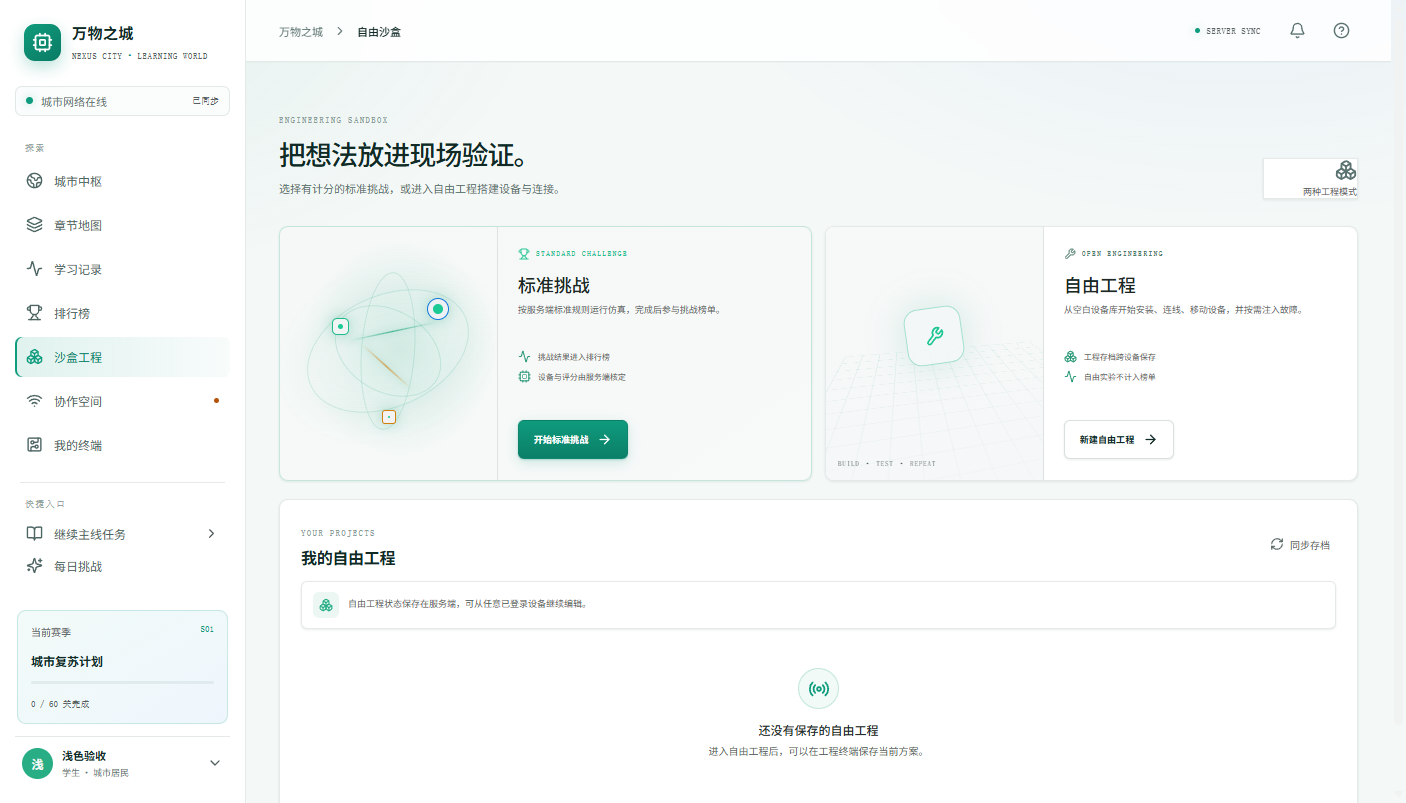 万物之城
NEXUS CITY · LEARNING WORLD
城市网络在线
已同步
探索
城市中枢
章节地图
学习记录
排行榜
沙盒工程
协作空间
我的终端
快捷入口
继续主线任务
每日挑战
当前赛季
S01
城市复苏计划
0 / 60 关完成
浅
浅色验收
学生 · 城市居民
万物之城
自由沙盒
SERVER SYNC
ENGINEERING SANDBOX
把想法放进现场验证。
选择有计分的标准挑战，或进入自由工程搭建设备与连接。
两种工程模式
STANDARD CHALLENGE
标准挑战
按服务端标准规则运行仿真，完成后参与挑战榜单。
挑战结果进入排行榜
设备与评分由服务端核定
开始标准挑战
BUILD · TEST · REPEAT
OPEN ENGINEERING
自由工程
从空白设备库开始安装、连线、移动设备，并按需注入故障。
工程存档跨设备保存
自由实验不计入榜单
新建自由工程
YOUR PROJECTS
我的自由工程
同步存档
自由工程状态保存在服务端，可从任意已登录设备继续编辑。
还没有保存的自由工程
进入自由工程后，可以在工程终端保存当前方案。